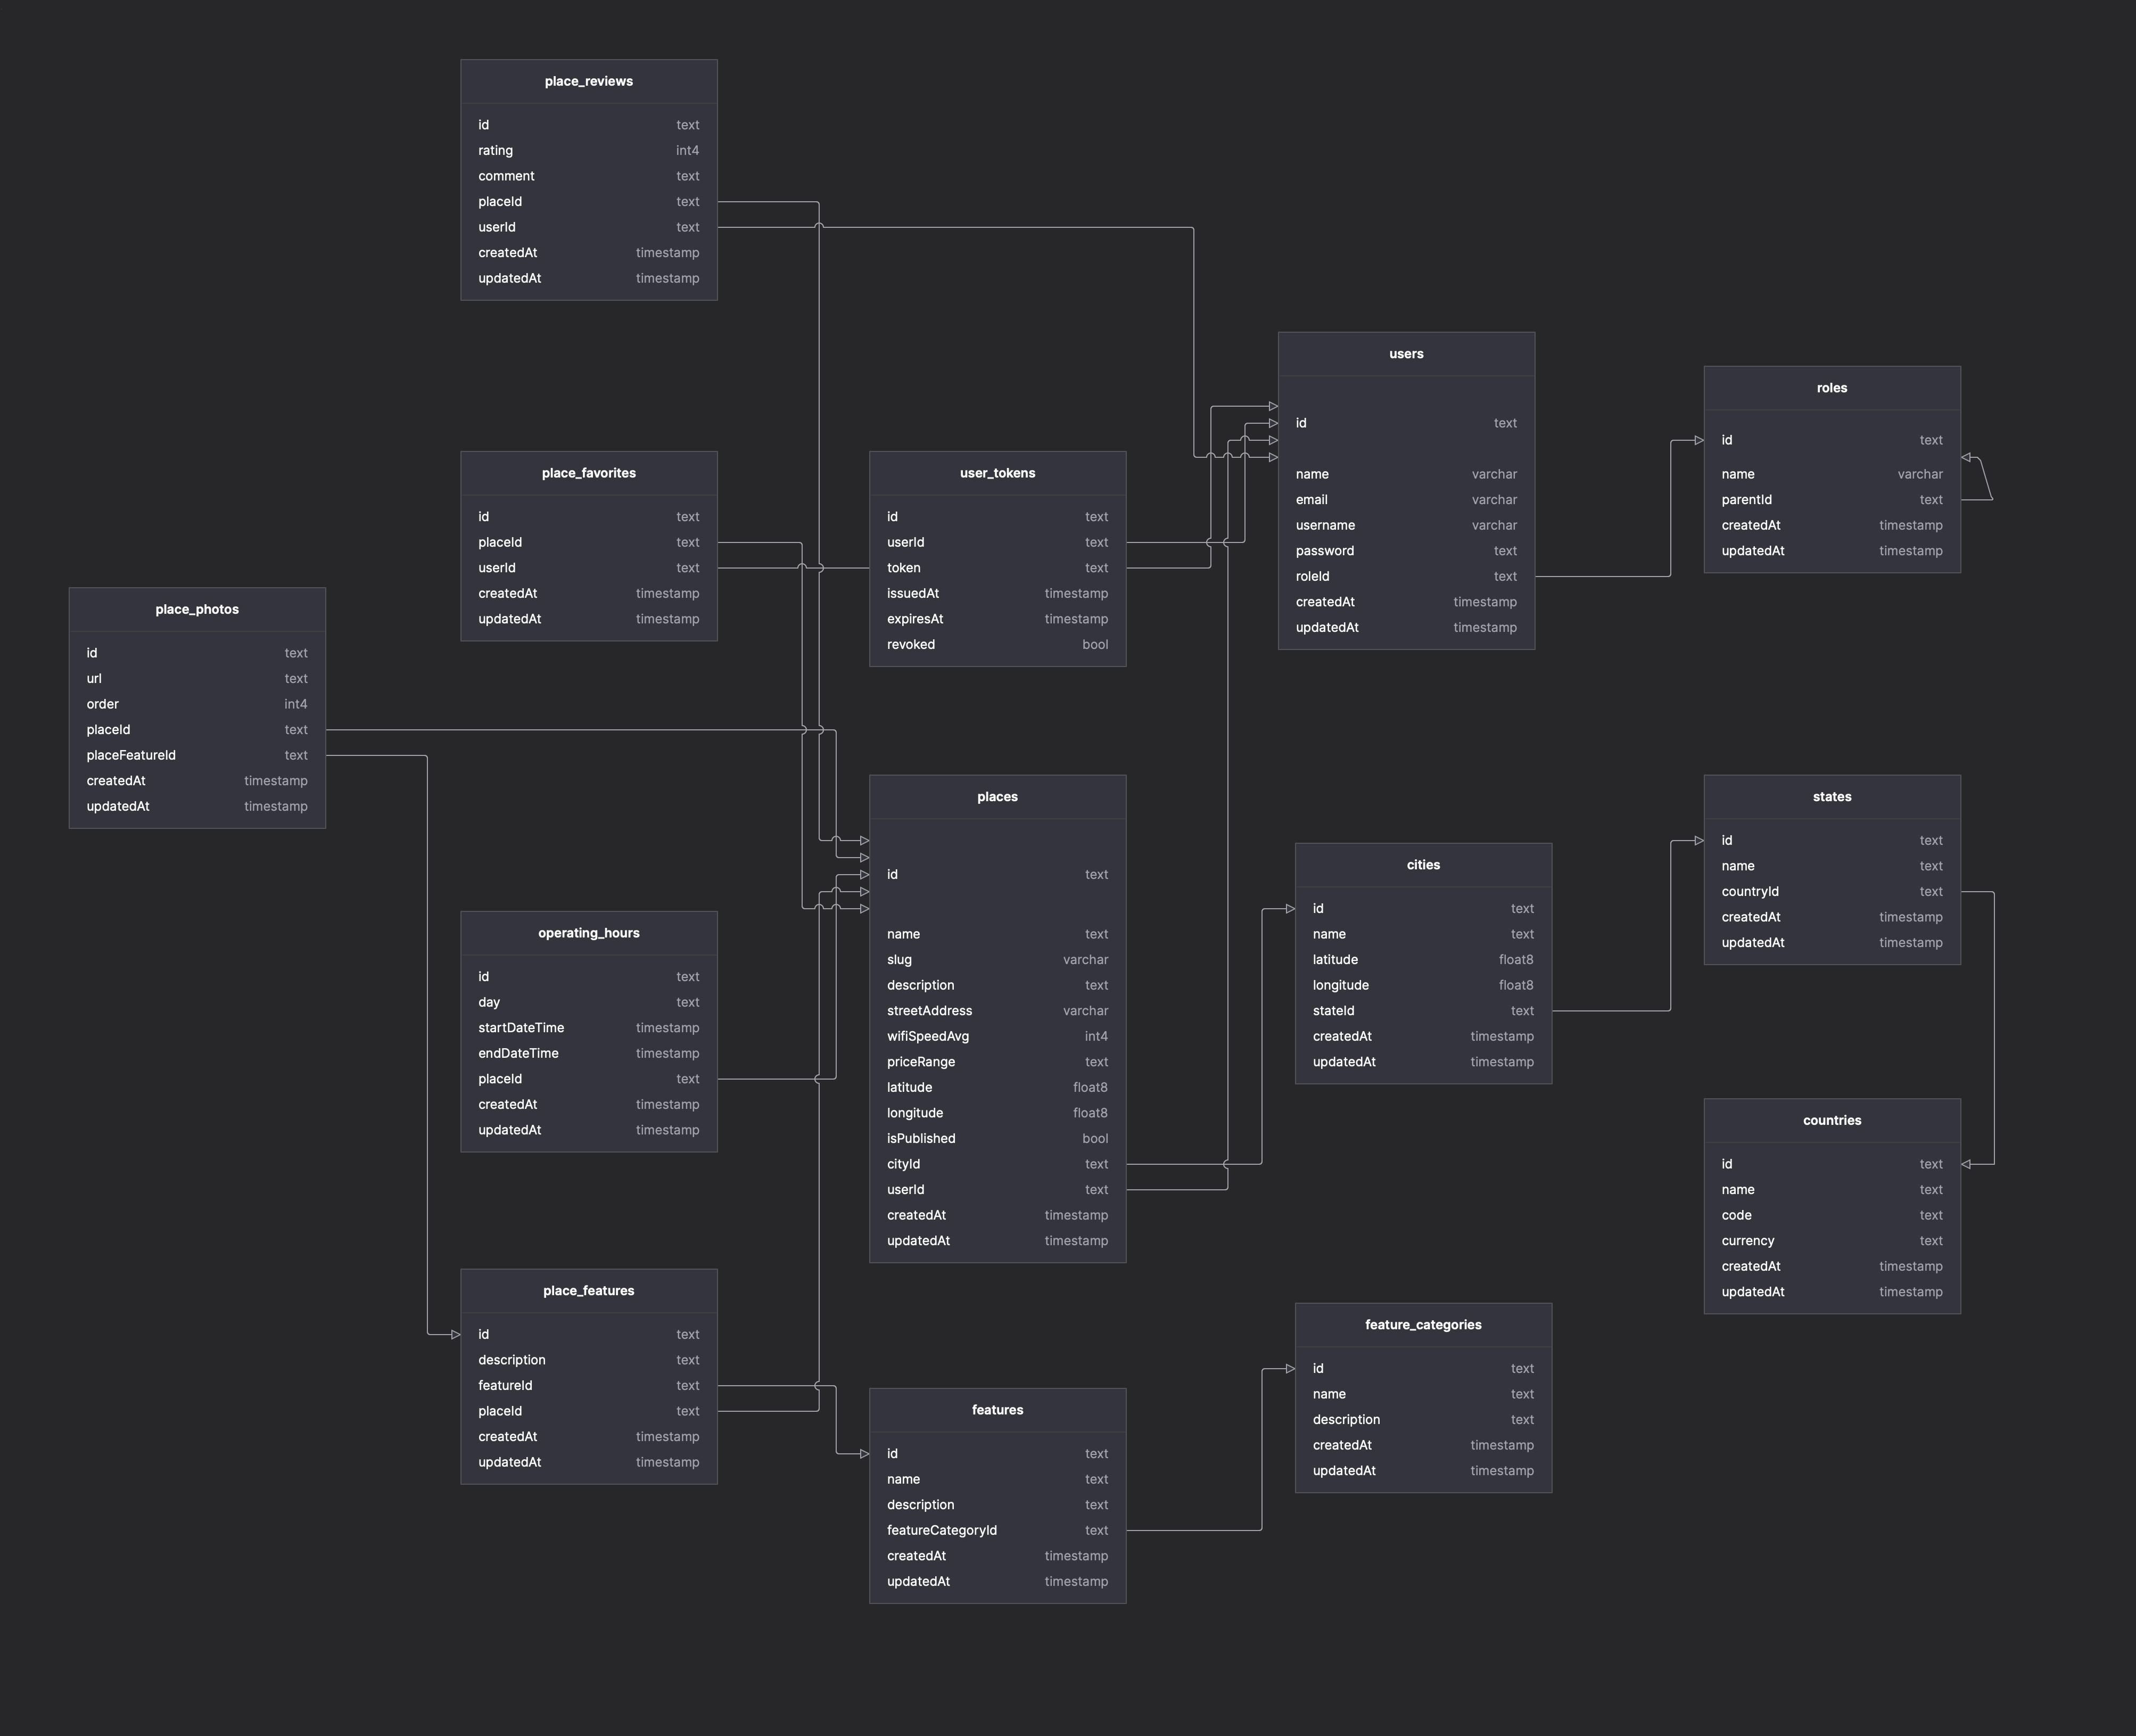 place_reviews
id text
rating int4
comment text
placeId text
userId text
createdAt timestamp
updatedAt timestamp
users
id text
name varchar
email varchar
username varchar
password text
roleId text
createdAt timestamp
updatedAt timestamp
roles
id text
name varchar
parentId text
createdAt timestamp
updatedAt timestamp
place_favorites
id text
placeId text
userId text
createdAt timestamp
updatedAt timestamp
user_tokens
id text
userId text
token text
issuedAt timestamp
expiresAt timestamp
revoked bool
place_photos
id text
url text
order int4
placeId text
placeFeatureId text
createdAt timestamp
updatedAt timestamp
places
id text
name text
slug varchar
description text
streetAddress varchar
wifiSpeedAvg int4
priceRange text
latitude float8
longitude float8
isPublished bool
cityId text
userId text
createdAt timestamp
updatedAt timestamp
states
id text
name text
countryId text
createdAt timestamp
updatedAt timestamp
cities
id text
name text
latitude float8
longitude float8
stateId text
createdAt timestamp
updatedAt timestamp
operating_hours
id text
day text
startDateTime timestamp
endDateTime timestamp
placeId text
createdAt timestamp
updatedAt timestamp
countries
id text
name text
code text
currency text
createdAt timestamp
updatedAt timestamp
place_features
id text
description text
featureId text
placeId text
createdAt timestamp
updatedAt timestamp
feature_categories
id text
name text
description text
createdAt timestamp
updatedAt timestamp
features
id text
name text
description text
featureCategoryId text
createdAt timestamp
updatedAt timestamp